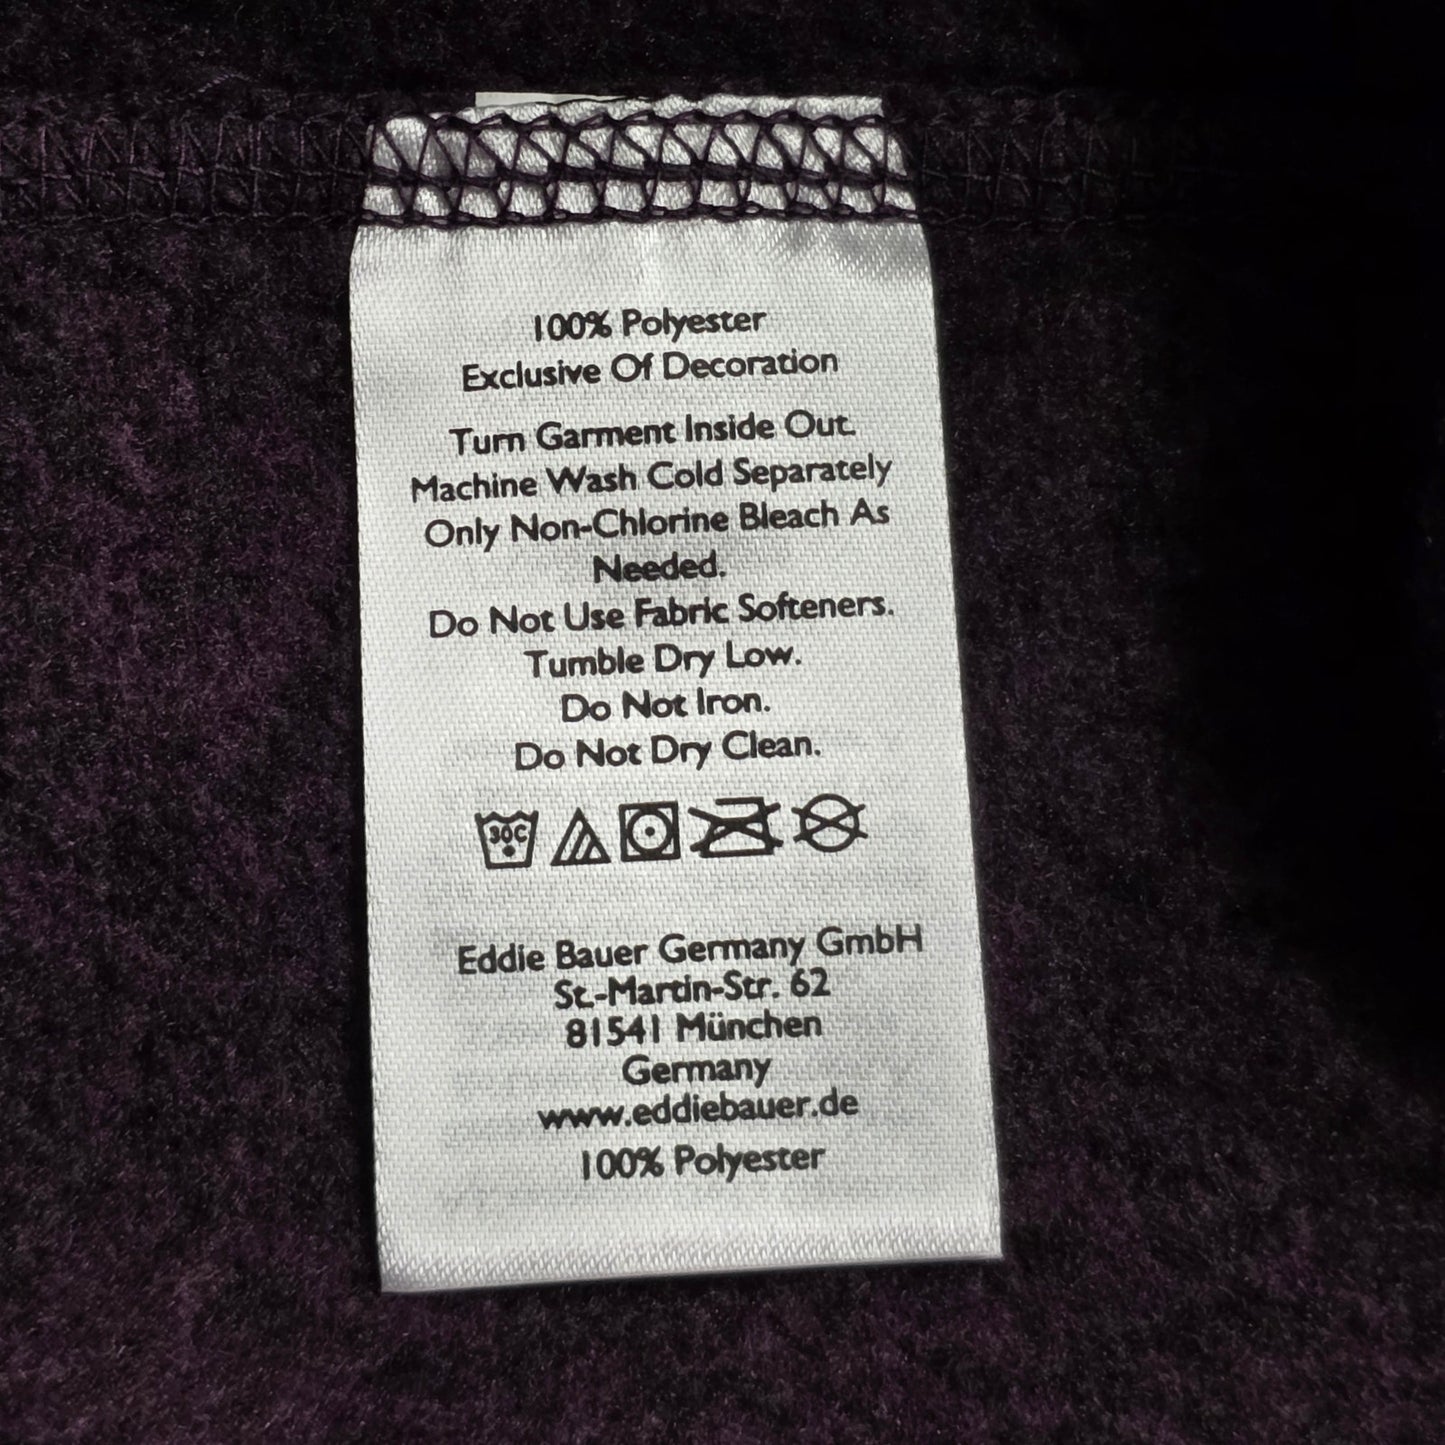 100% Polyester
Exclusive Of Decoration
Turn Garment Inside Out.
Machine Wash Cold Separately
Only Non-Chlorine Bleach As
Needed.
Do Not Use Fabric Softeners.
Tumble Dry Low.
Do Not Iron.
Do Not Dry Clean.
30C
Eddie Bauer Germany GmbH
St.-Martin-Str. 62
81541 München
Germany
www.eddiebauer.de
100% Polyester